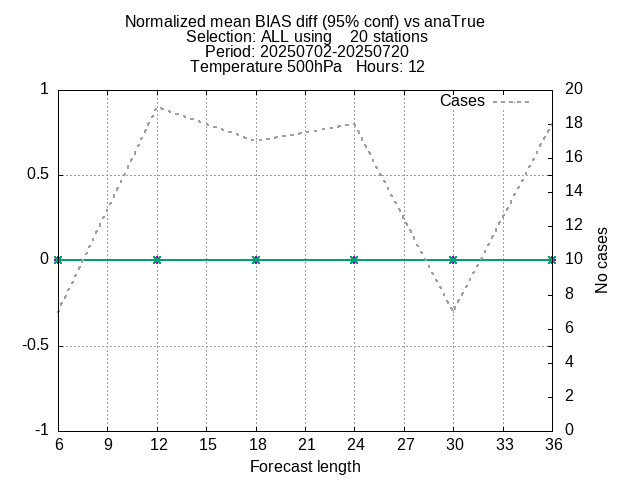 Normalized mean BIAS diff (95% conf) vs anaTrue
Selection: ALL using    20 stations
Period: 20250702-20250720
Temperature 500hPa   Hours: 12
Cases
1
0.5
0
-0.5
-1
20
18
16
14
12
10
8
6
4
2
0
No cases
6 9 12 15 18 21 24 27 30 33 36
Forecast length